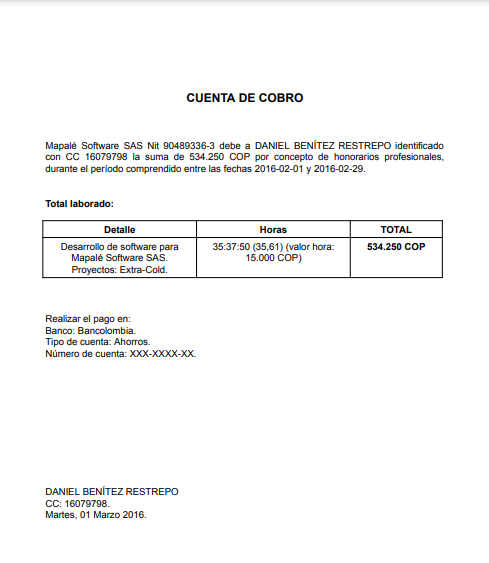 CUENTA DE COBRO
Mapalé Software SAS Nit 90489336-3 debe a DANIEL BENÍTEZ RESTREPO identificado
con CC 16079798 la suma de 534.250 COP por concepto de honorarios profesionales,
durante el período comprendido entre las fechas 2016-02-01 y 2016-02-29.
Total laborado:
Detalle Horas TOTAL
Desarrollo de software para
Mapalé Software SAS.
Proyectos: Extra-Cold.
35:37:50 (35,61) (valor hora:
15.000 COP)
534.250 COP
Realizar el pago en:
Banco: Bancolombia.
Tipo de cuenta: Ahorros.
Número de cuenta: XXX-XXXX-XX.
DANIEL BENÍTEZ RESTREPO
CC: 16079798.
Martes, 01 Marzo 2016.